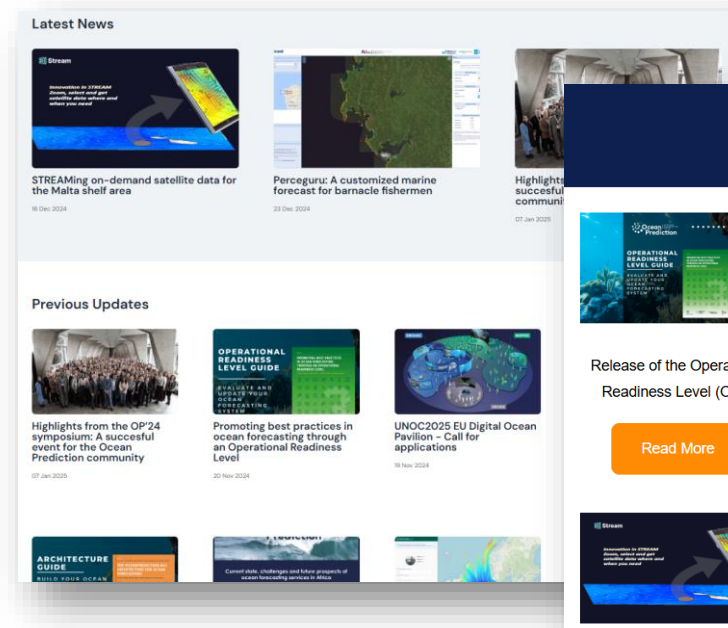 Latest News
Stream
Innovation in STREAM
Zoom, select and get
satellite data where and
when you need
STREAMing on-demand satellite data for
the Malta shelf area
16 Dec 2024
Perceguru: A customized marine
forecast for barnacle fishermen
23 Dec 2024
Highlights
succesful
communi
07 Jan 2025
Previous Updates
Highlights from the OP'24
symposium: A succesful
event for the Ocean
Prediction community
07 Jan 2025
OPERATIONAL
READINESS
LEVEL GUIDE
EVALUATE AND
UPDATE YOUR
OCEAN
FORECASTING
SYSTEM
Promoting best practices in
ocean forecasting through
an Operational Readiness
Level
20 Nov 2024
UNOC2025 EU Digital Ocean
Pavilion - Call for
applications
19 Nov 2024
ARCHITECTURE
GUIDE
BUILD YOUR OCEAN
Prediction
Current state, challenges and future prospects of
ocean forecasting services in Africa
Ocean
Prediction
OPERATIONAL
READINESS
LEVEL GUIDE
EVALUATE AND
UPDATE YOUR
OCEAN
FORECASTING
SYSTEM
Release of the Opera
Readiness Level (O
Read More
Stream
Innovation in STREAM
Zoom, select and get
satellite data where and
when you need